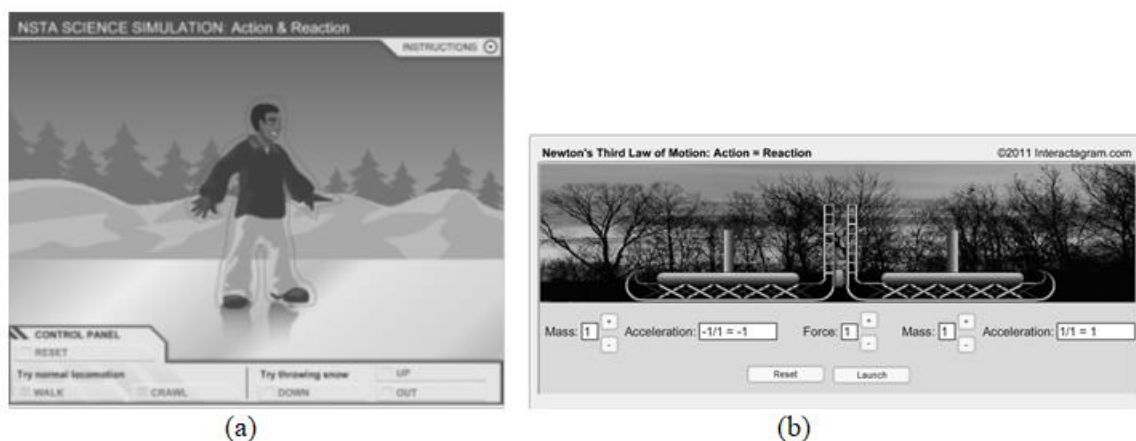 NSTA SCIENCE SIMULATION: Action & Reaction
INSTRUCTIONS
CONTROL PANEL
RESET
Try normal locomotion
WALK CRAWL
Try throwing snow
UP
DOWN OUT
(a)
Newton's Third Law of Motion: Action = Reaction ©2011 Interactagram.com
Mass: 1 + - Acceleration: -1/1 = -1 Force: 1 + - Mass: 1 + - Acceleration: 1/1 = 1
Reset Launch
(b)